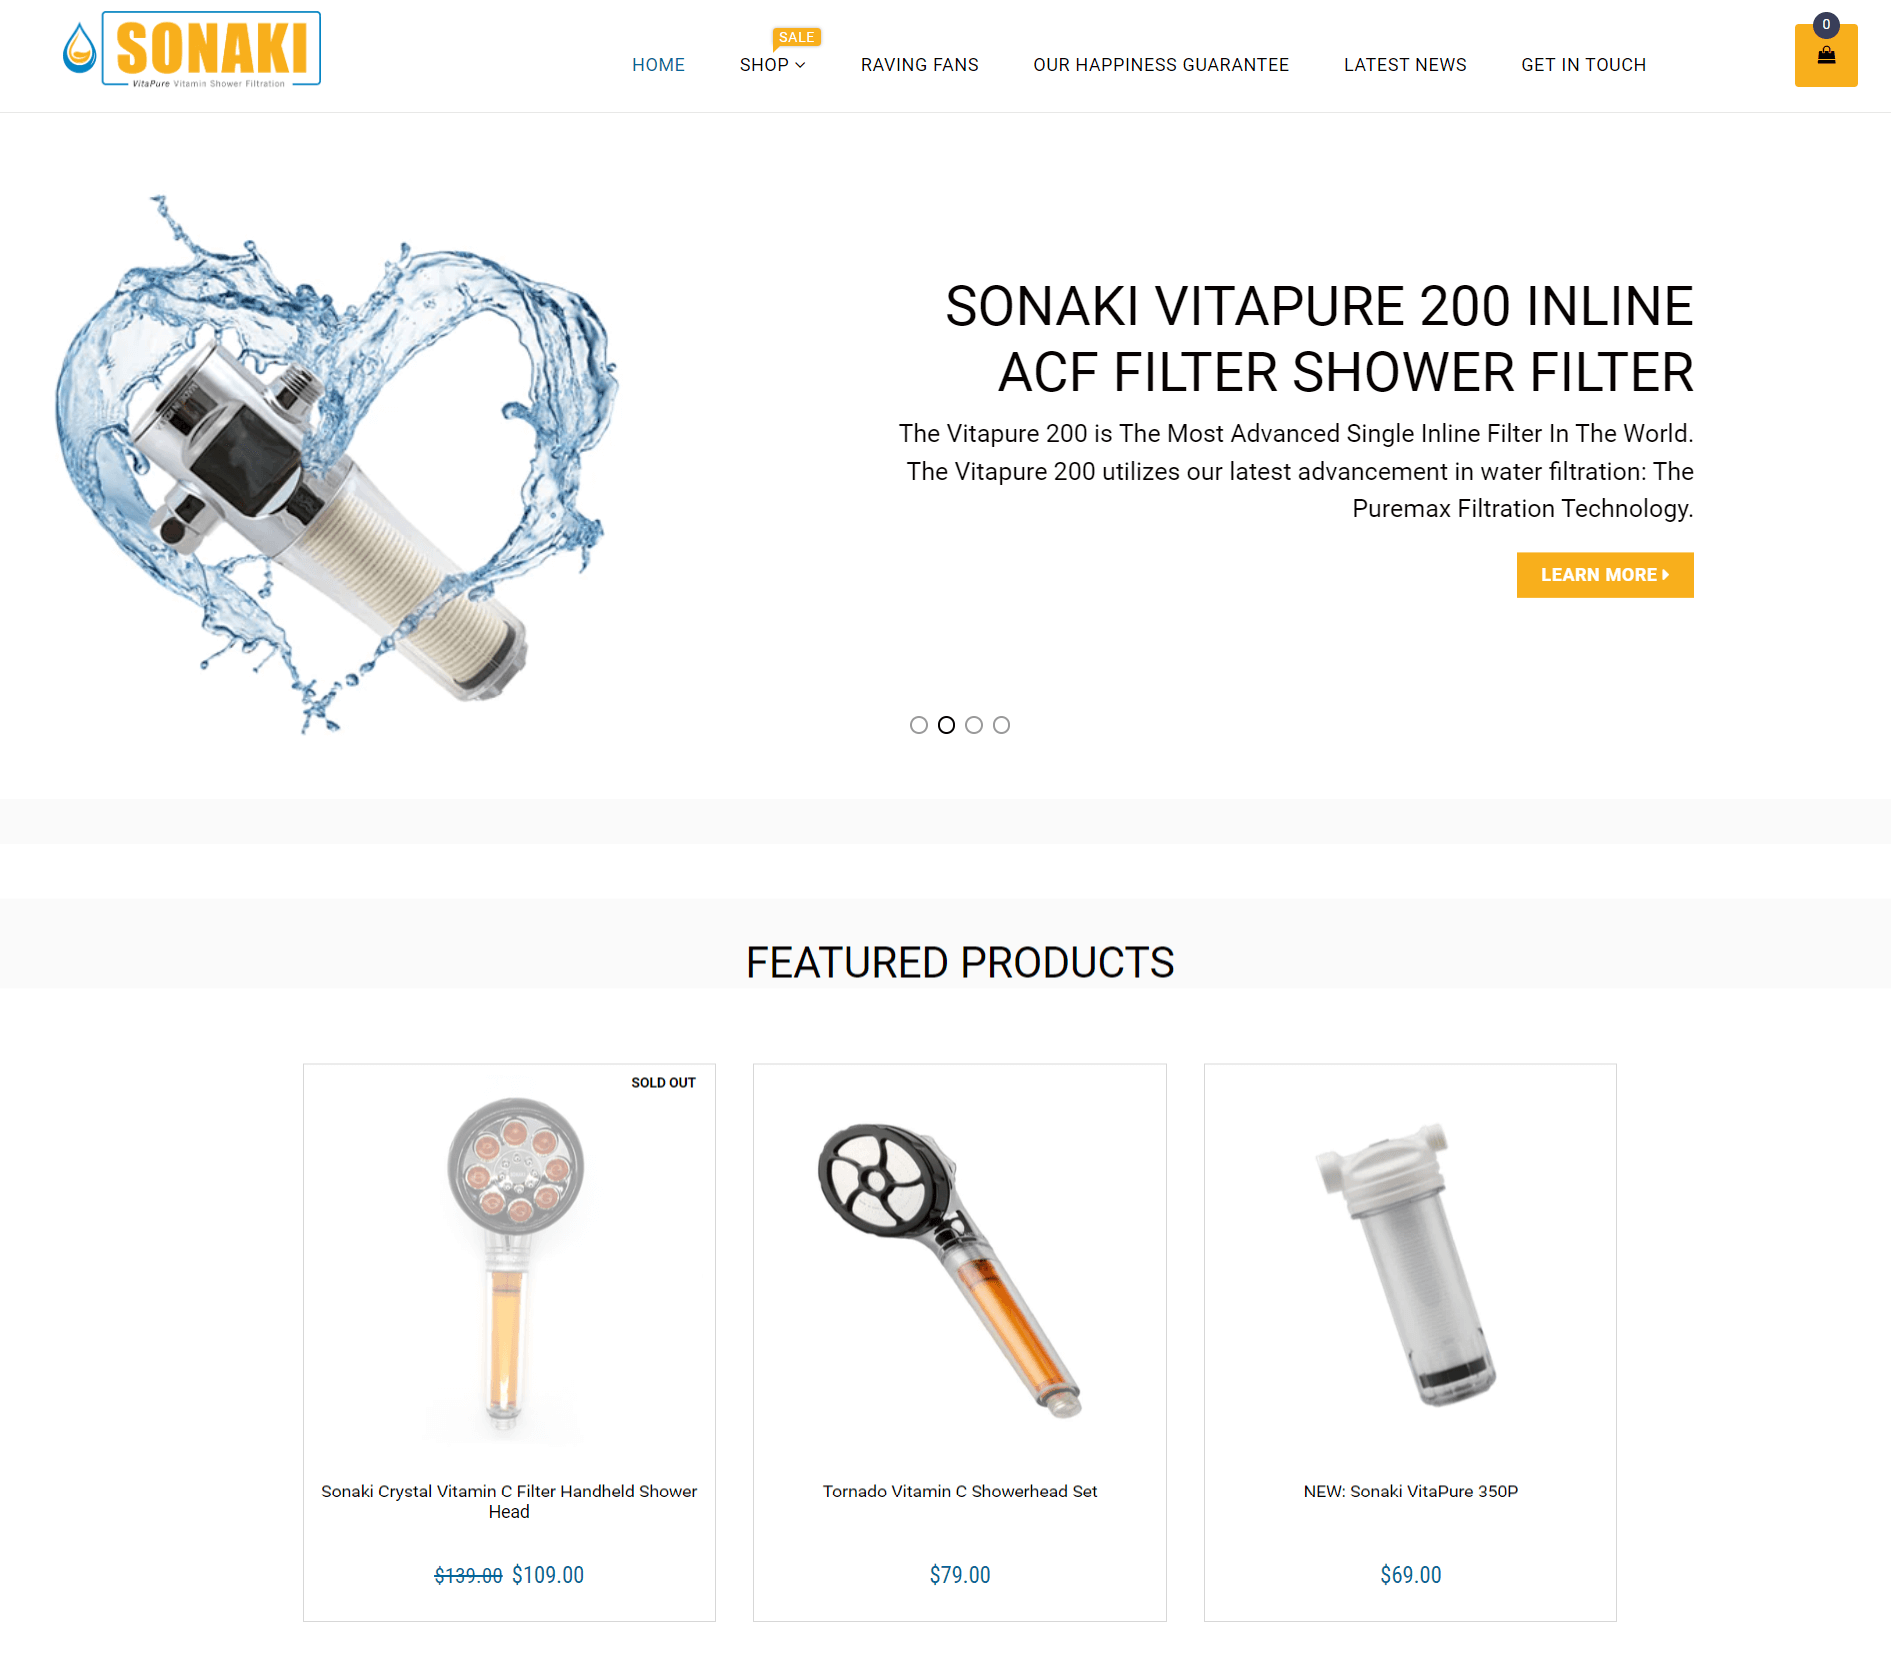 SONAKI
VitaPure Vitamin Shower Filtration
HOME
SALE
SHOP
RAVING FANS
OUR HAPPINESS GUARANTEE
LATEST NEWS
GET IN TOUCH
0
SONAKI VITAPURE 200 INLINE
ACF FILTER SHOWER FILTER
The Vitapure 200 is The Most Advanced Single Inline Filter In The World.
The Vitapure 200 utilizes our latest advancement in water filtration: The
Puremax Filtration Technology.
LEARN MORE
FEATURED PRODUCTS
SOLD OUT
Sonaki Crystal Vitamin C Filter Handheld Shower
Head
$139.00 $109.00
Tornado Vitamin C Showerhead Set
$79.00
NEW: Sonaki VitaPure 350P
$69.00